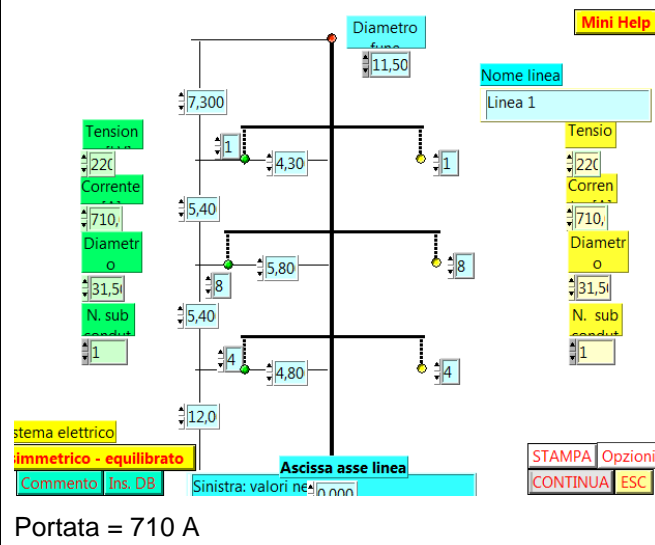 Diametro
11,50
Mini Help
Nome linea
Linea 1
7,300
Tension
220
Corrente
710,
Diametr
o
31,5
N. sub
1
1
4,30
1
5,40
8
5,80
8
5,40
4
4,80
4
12,0
Tensio
220
Corren
710,
Diametr
o
31,5
N. sub
1
stema elettrico
simmetrico - equilibrato
Commento
Ins. DB
Ascissa asse linea
Sinistra: valori ne
0,000
STAMPA
Opzioni
CONTINUA
ESC
Portata = 710 A